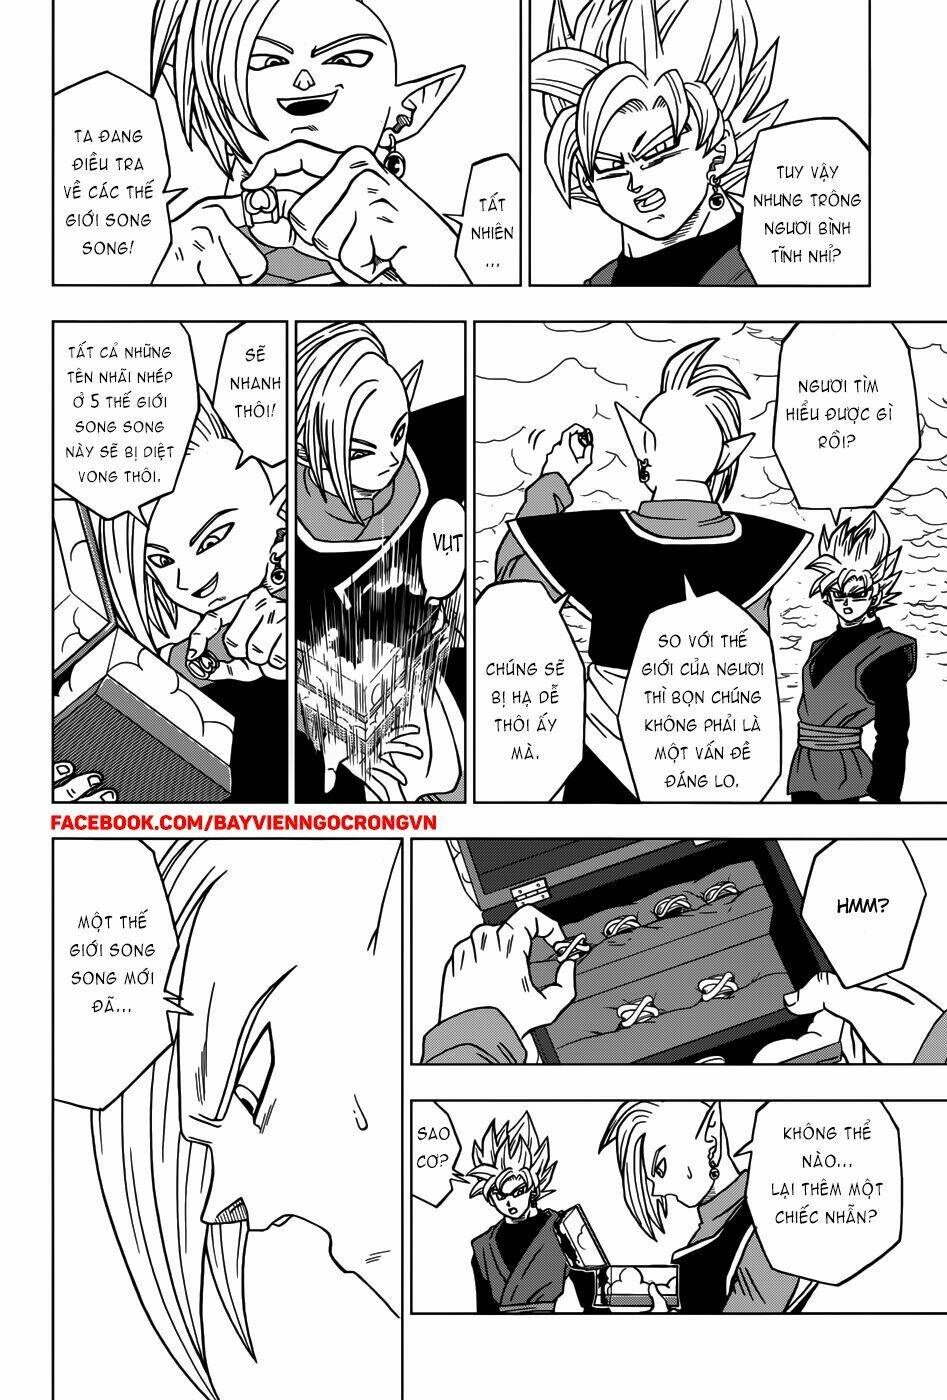 TUY VẬY
NHƯNG TRÔNG
NGƯƠI BÌNH
TĨNH NHỈ?
TẤT
NHIÊN
...
TA ĐANG
ĐIỀU TRA
VỀ CÁC THẾ
GIỚI SONG
SONG!
NGƯƠI TÌM
HIỂU ĐƯỢC GÌ
RỒI?
SO VỚI THẾ
GIỚI CỦA NGƯƠI
THÌ BỌN CHÚNG
KHÔNG PHẢI LÀ
MỘT VẤN ĐỀ
ĐÁNG LO.
CHÚNG SẼ
BỊ HẠ DỄ
THÔI ẤY
MÀ.
VỤT
SẼ
NHANH
THÔI!
TẤT CẢ NHỮNG
TÊN NHÃI NHÉP
Ở 5 THẾ GIỚI
SONG SONG
NÀY SẼ BỊ DIỆT
VONG THÔI.
FACEBOOK.COM/BAYVIENNGOCRONGVN
HMM?
KHÔNG THỂ
NÀO...
LẠI THÊM MỘT
CHIẾC NHẪN?
SAO
CƠ?
MỘT THẾ
GIỚI SONG
SONG MỚI
ĐÃ...